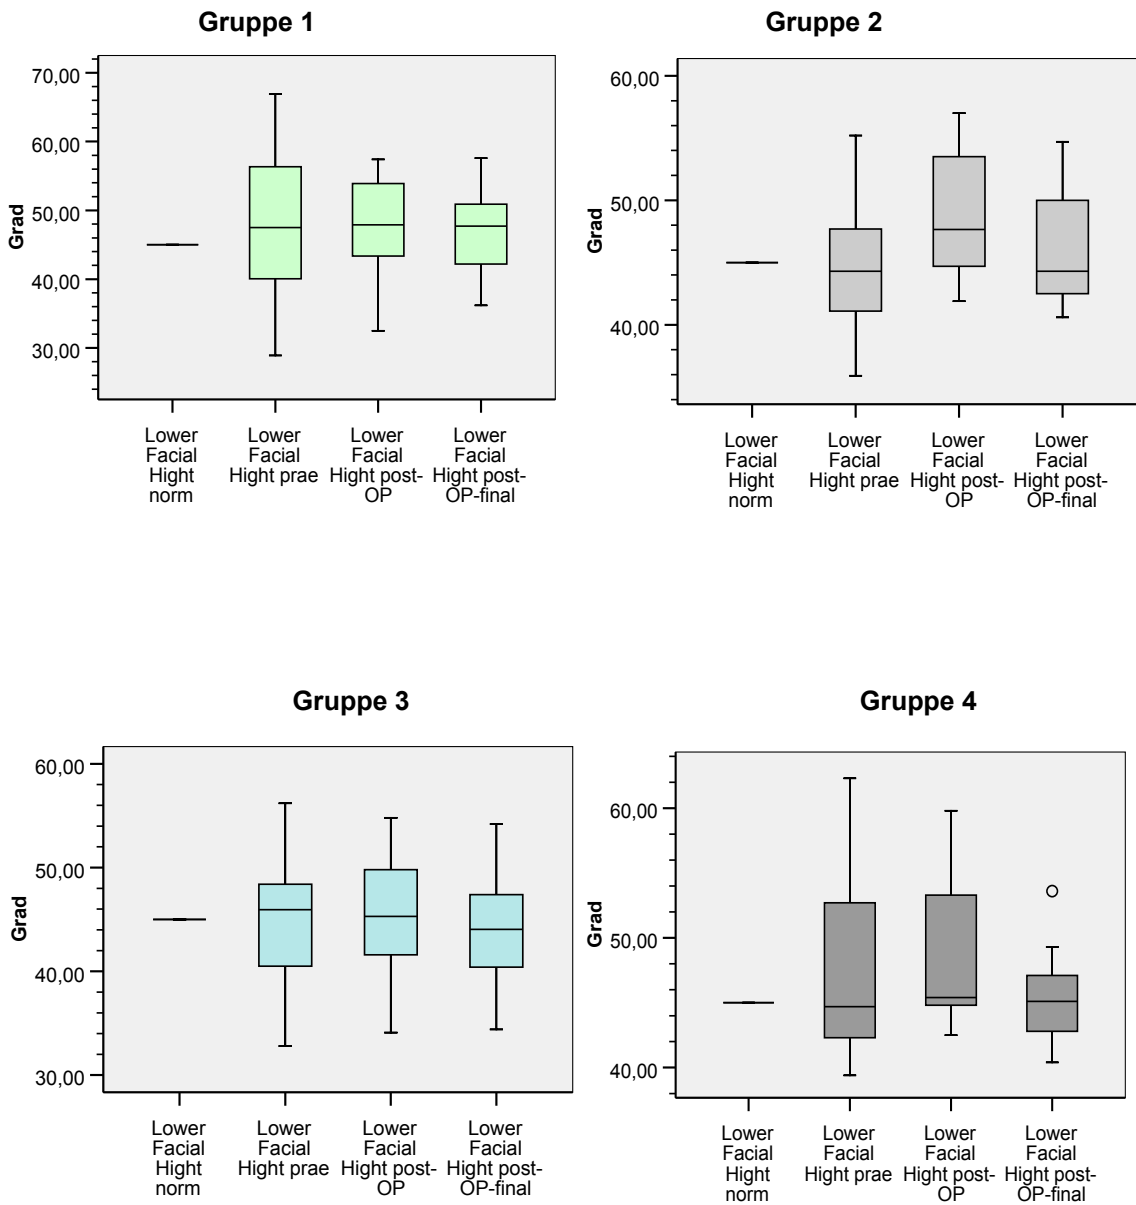 Gruppe 1
70,00
60,00
50,00
40,00
30,00
Grad
Lower
Facial
Hight
norm
Lower
Facial
Hight prae
Lower
Facial
Hight post-
OP
Lower
Facial
Hight post-
OP-final
Gruppe 2
60,00
50,00
40,00
Grad
Lower
Facial
Hight
norm
Lower
Facial
Hight prae
Lower
Facial
Hight post-
OP
Lower
Facial
Hight post-
OP-final
Gruppe 3
60,00
50,00
40,00
30,00
Grad
Lower
Facial
Hight
norm
Lower
Facial
Hight prae
Lower
Facial
Hight post-
OP
Lower
Facial
Hight post-
OP-final
Gruppe 4
60,00
50,00
40,00
Grad
Lower
Facial
Hight
norm
Lower
Facial
Hight prae
Lower
Facial
Hight post-
OP
Lower
Facial
Hight post-
OP-final